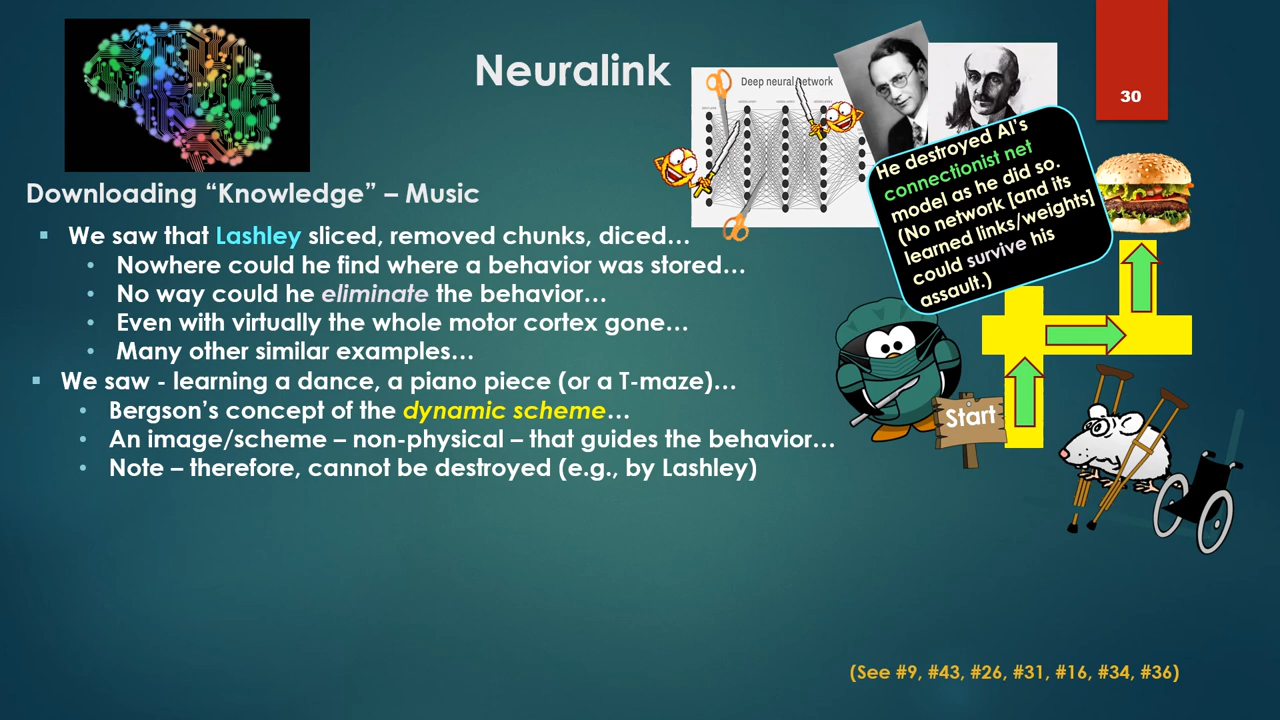 Neuralink
Deep neural network
30
He destroyed AI's
connectionist net
model as he did so.
(No network [and its
learned links/weights]
could survive his
assault.)
Downloading “Knowledge” – Music
▪ We saw that Lashley sliced, removed chunks, diced…
• Nowhere could he find where a behavior was stored…
• No way could he eliminate the behavior…
• Even with virtually the whole motor cortex gone…
• Many other similar examples…
▪ We saw - learning a dance, a piano piece (or a T-maze)…
• Bergson’s concept of the dynamic scheme…
• An image/scheme – non-physical – that guides the behavior…
• Note – therefore, cannot be destroyed (e.g., by Lashley)
Start
(See #9, #43, #26, #31, #16, #34, #36)